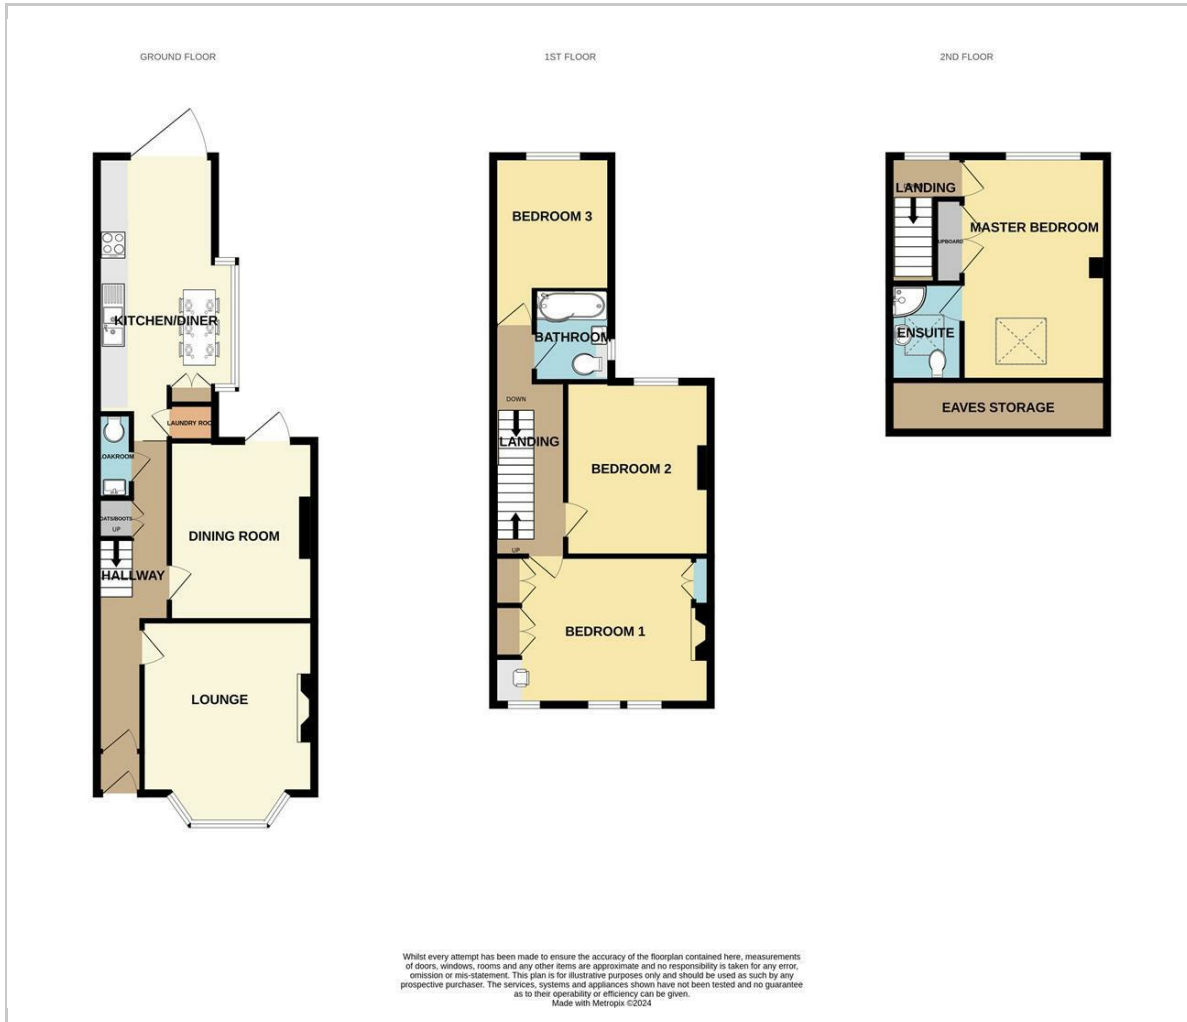 GROUND FLOOR
KITCHEN/DINER
LAUNDRY ROO
LOAKROOM
OATS/BOOTS
UP
HALLWAY
DINING ROOM
LOUNGE
1ST FLOOR
BEDROOM 3
BATHROOM
DOWN
LANDING
BEDROOM 2
UP
BEDROOM 1
2ND FLOOR
LANDING
UPBOARD
MASTER BEDROOM
ENSUITE
EAVES STORAGE
Whilst every attempt has been made to ensure the accuracy of the floorplan contained here, measurements
of doors, windows, rooms and any other items are approximate and no responsibility is taken for any error,
omission or mis-statement. This plan is for illustrative purposes only and should be used as such by any
prospective purchaser. The services, systems and appliances shown have not been tested and no guarantee
as to their operability or efficiency can be given.
Made with Metropix ©2024